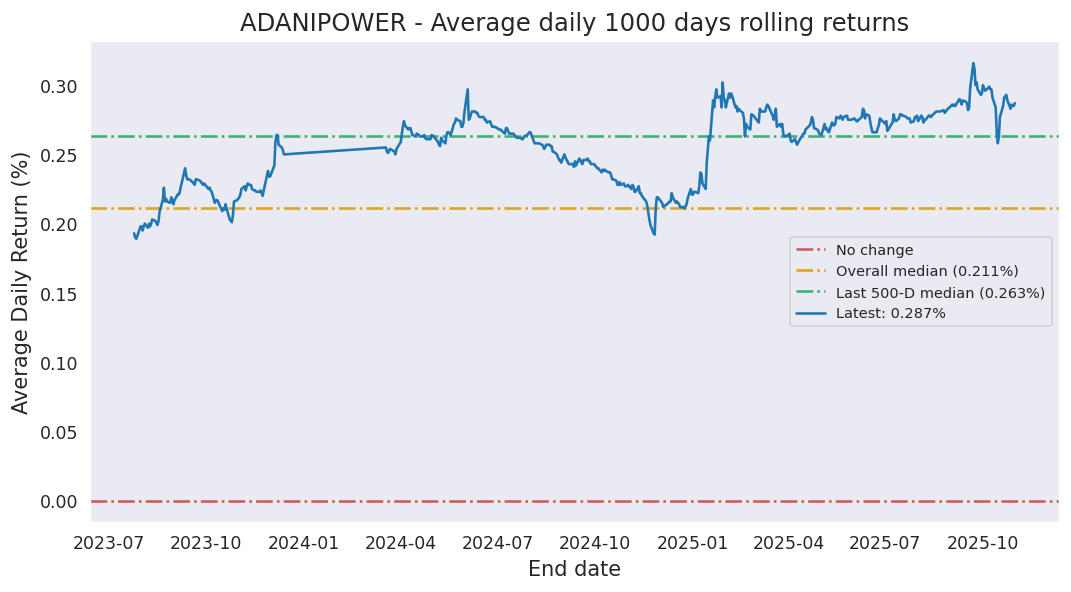 ADANIPOWER - Average daily 1000 days rolling returns
Average Daily Return (%)
0.30
0.25
0.20
0.15
0.10
0.05
0.00
No change
Overall median (0.211%)
Last 500-D median (0.263%)
Latest: 0.287%
2023-07 2023-10 2024-01 2024-04 2024-07 2024-10 2025-01 2025-04 2025-07 2025-10
End date